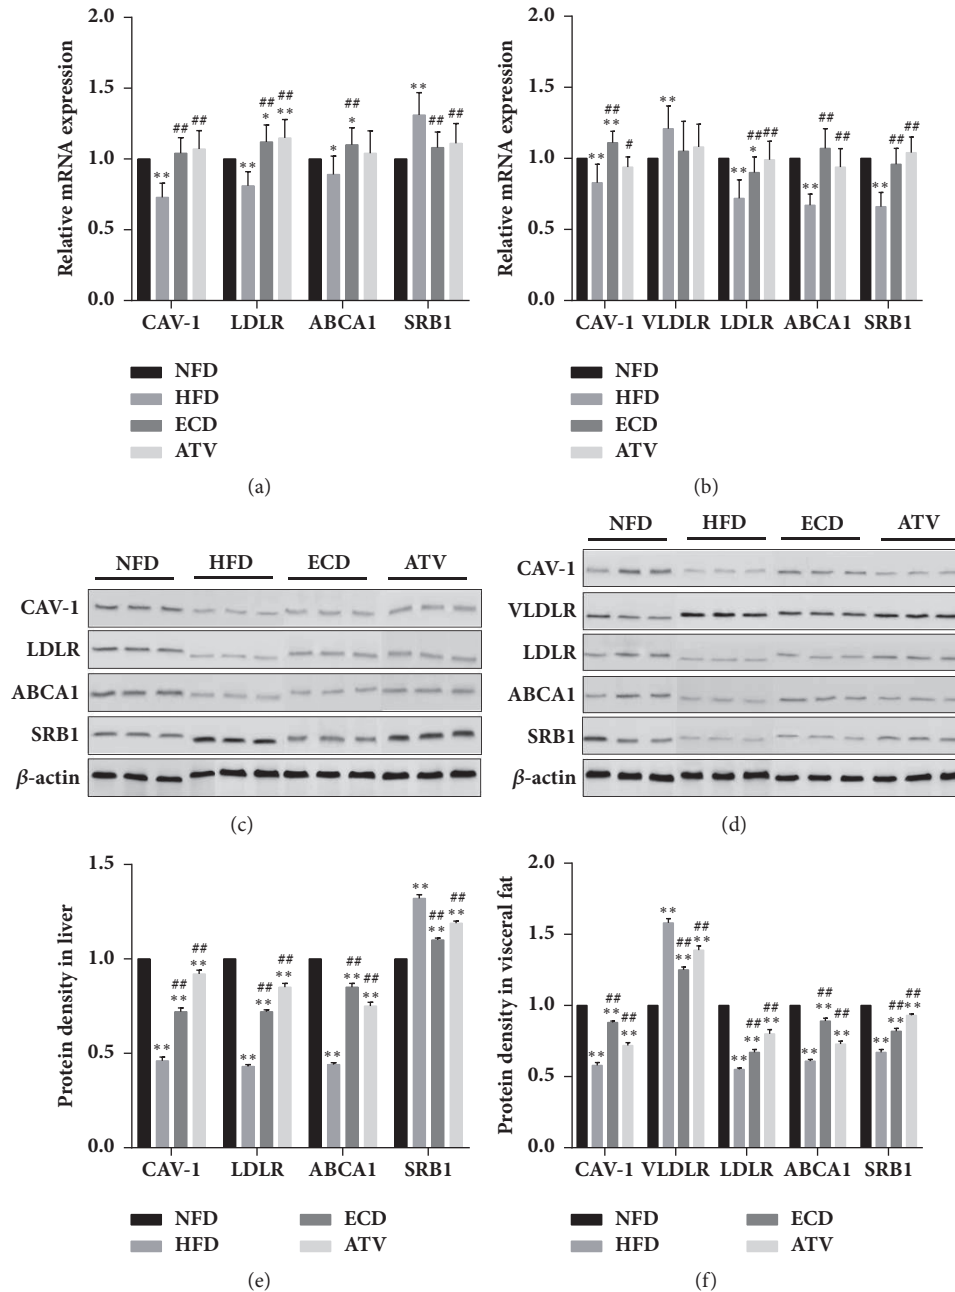 2.0
1.5
1.0
0.5
0.0
Relative mRNA expression
** ## ## ** ## * ## ** * ## * ** ## ##
CAV-1 LDLR ABCA1 SRB1
NFD
HFD
ECD
ATV
(a)
2.0
1.5
1.0
0.5
0.0
Relative mRNA expression
** ## ** # ** ** ## * ## ** ## ## ** ## ##
CAV-1 VLDLR LDLR ABCA1 SRB1
NFD
HFD
ECD
ATV
(b)
NFD HFD ECD ATV
CAV-1
LDLR
ABCA1
SRB1
β-actin
(c)
NFD HFD ECD ATV
CAV-1
VLDLR
LDLR
ABCA1
SRB1
β-actin
(d)
1.5
1.0
0.5
0.0
Protein density in liver
** ## ** ## ** ** ## ** ## ** ** ## ** ## ** ** ## ** ## **
CAV-1 LDLR ABCA1 SRB1
NFD ECD
HFD ATV
(e)
2.0
1.5
1.0
0.5
0.0
Protein density in visceral fat
** ## ** ## ** ** ## ** ## ** ** ## ** ## ** ** ## ** ## ** ** ## ** ## **
CAV-1 VLDLR LDLR ABCA1 SRB1
NFD ECD
HFD ATV
(f)